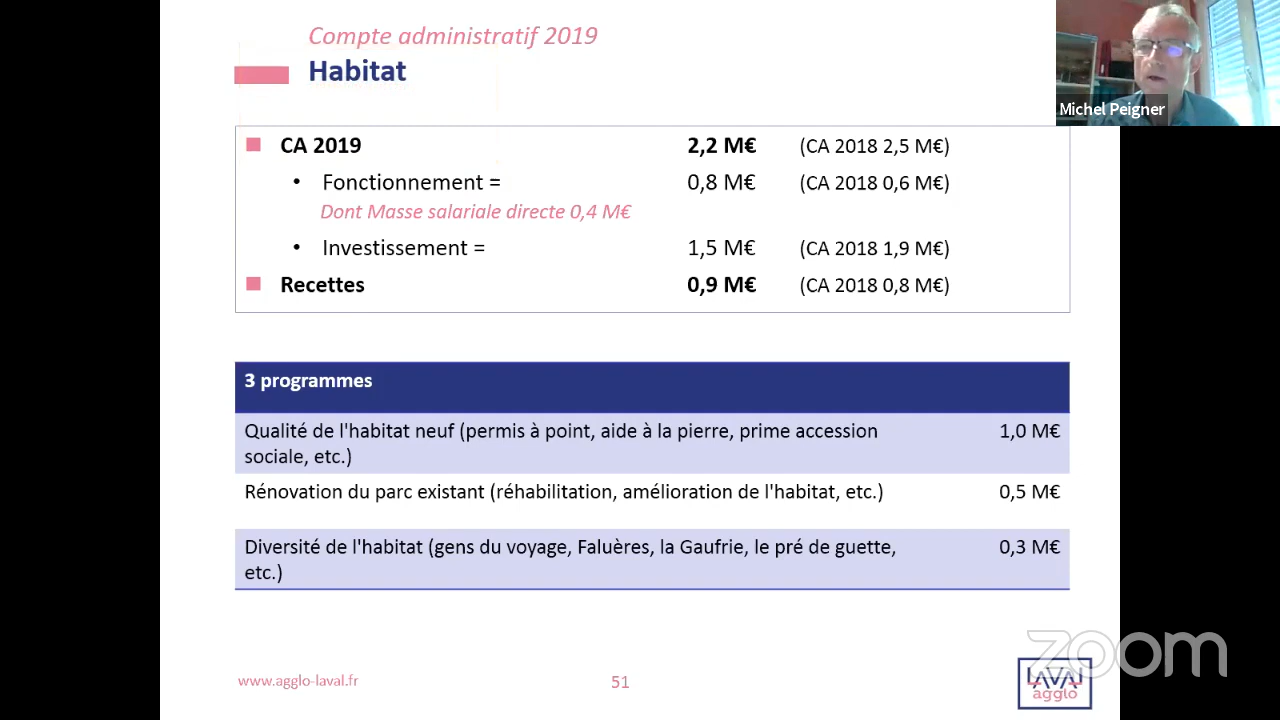 Compte administratif 2019
Habitat
Michel Peigner
CA 2019 2,2 M€ (CA 2018 2,5 M€)
• Fonctionnement = 0,8 M€ (CA 2018 0,6 M€)
Dont Masse salariale directe 0,4 M€
• Investissement = 1,5 M€ (CA 2018 1,9 M€)
Recettes 0,9 M€ (CA 2018 0,8 M€)
3 programmes
Qualité de l'habitat neuf (permis à point, aide à la pierre, prime accession 1,0 M€
sociale, etc.)
Rénovation du parc existant (réhabilitation, amélioration de l'habitat, etc.) 0,5 M€
Diversité de l'habitat (gens du voyage, Faluères, la Gaufrie, le pré de guette, 0,3 M€
etc.)
www.agglo-laval.fr
51
zoom
LAVAL
agglo